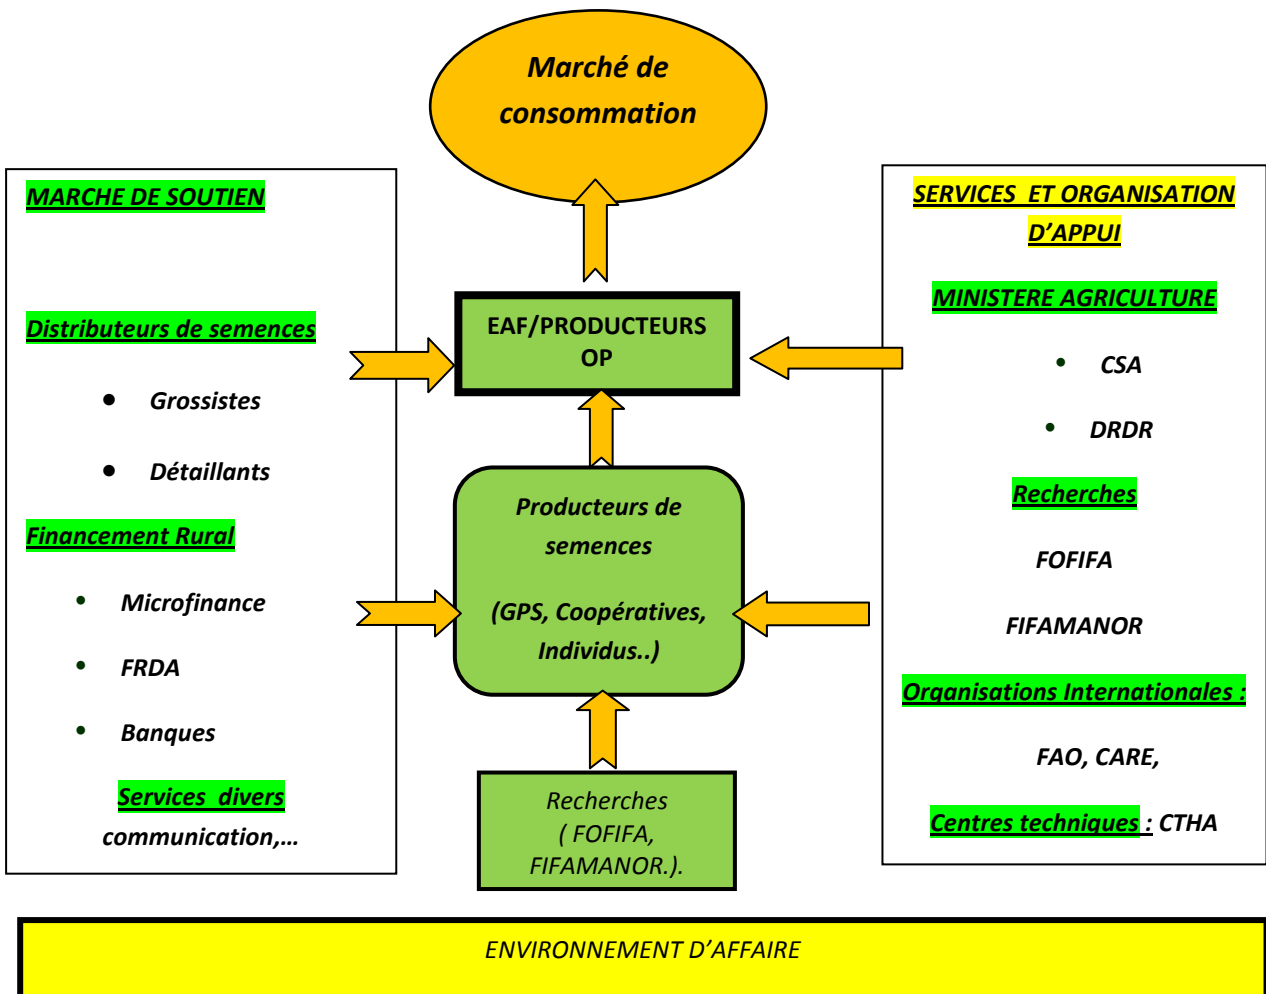 Marché de
consommation
MARCHE DE SOUTIEN
Distributeurs de semences
• Grossistes
• Détaillants
Financement Rural
• Microfinance
• FRDA
• Banques
Services divers
communication,…
EAF/PRODUCTEURS
OP
Producteurs de
semences
(GPS, Coopératives,
Individus..)
Recherches
( FOFIFA,
FIFAMANOR.).
SERVICES ET ORGANISATION
D’APPUI
MINISTERE AGRICULTURE
• CSA
• DRDR
Recherches
FOFIFA
FIFAMANOR
Organisations Internationales :
FAO, CARE,
Centres techniques : CTHA
ENVIRONNEMENT D’AFFAIRE